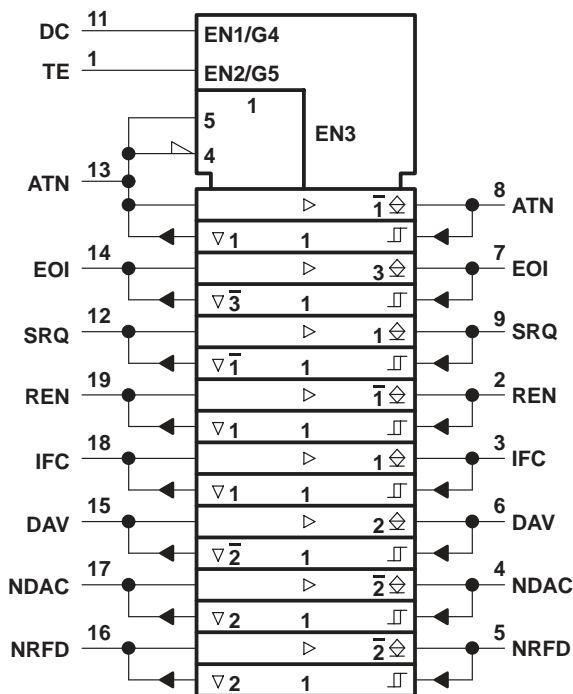 11
DC EN1/G4
1
TE EN2/G5
1
5
EN3
4
13
ATN 1̅ 8 ATN
1 1
14
EOI 3 7 EOI
3̅ 1
12
SRQ 1 9 SRQ
1̅ 1
19
REN 1̅ 2 REN
1 1
18
IFC 1 3 IFC
1 1
15
DAV 2 6 DAV
2̅ 1
17
NDAC 2̅ 4 NDAC
2 1
16
NRFD 2̅ 5 NRFD
2 1